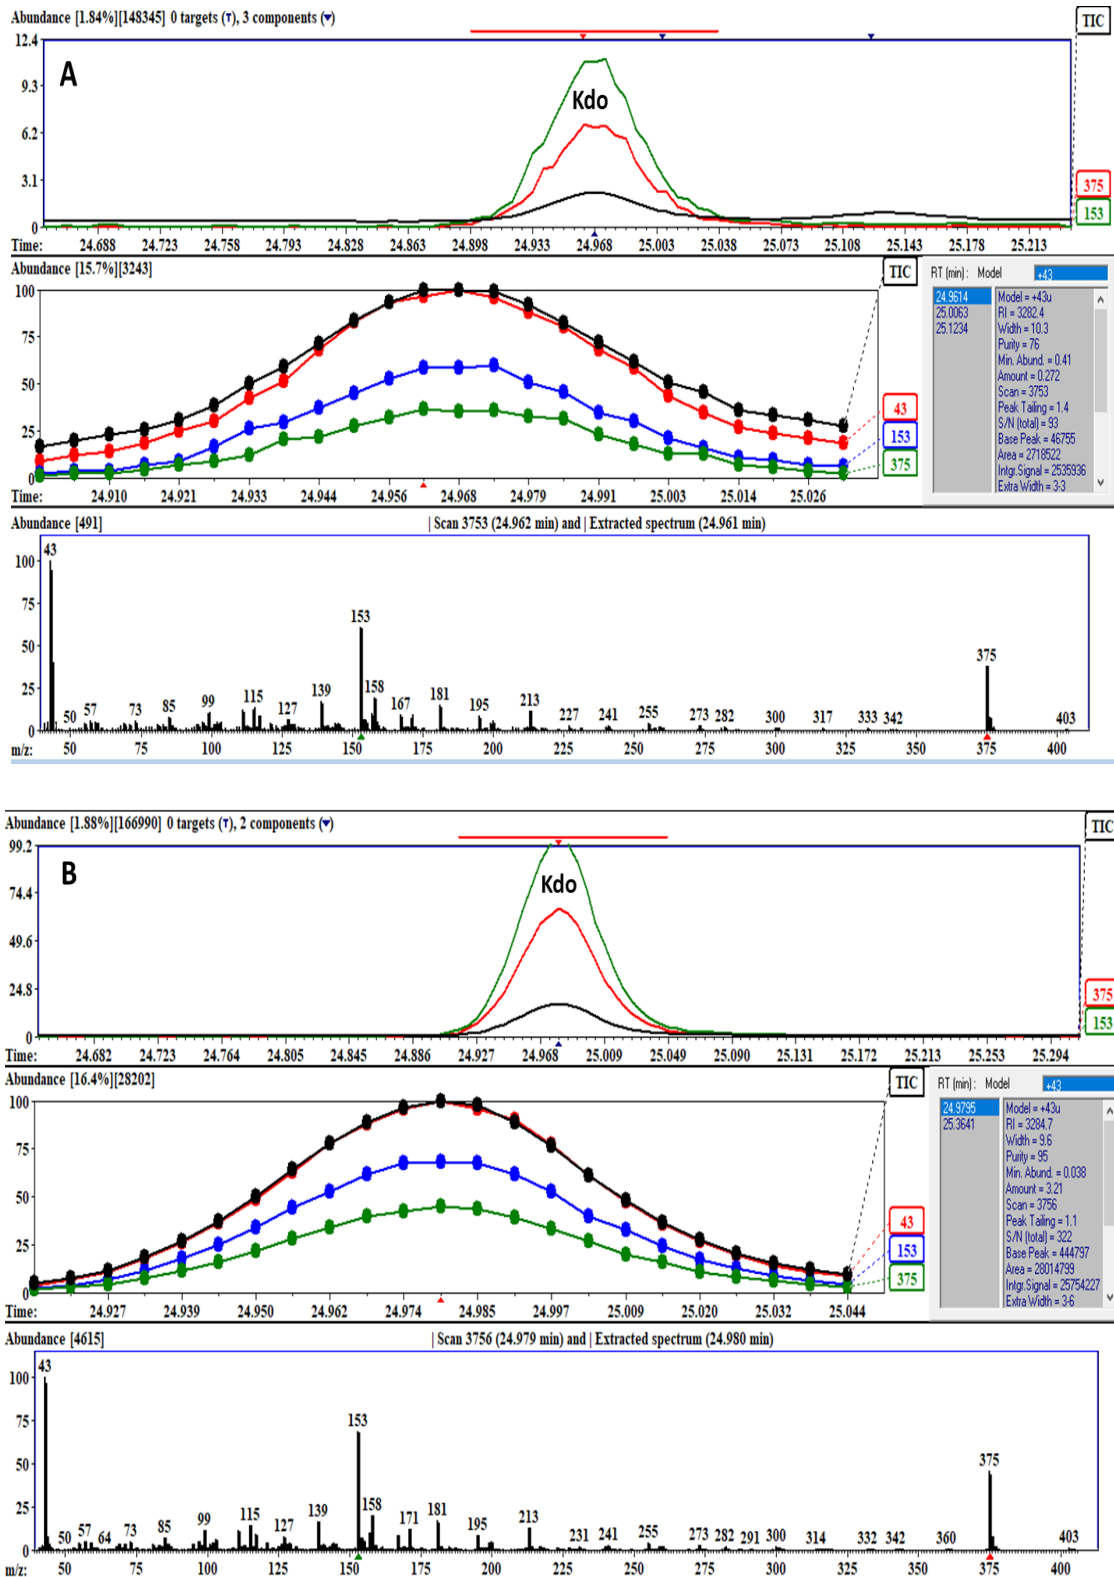 Abundance [1.84%][148345] 0 targets (T), 3 components (▼)
TIC
12.4
A
9.3
Kdo
6.2
3.1
375
0
153
Time: 24.688 24.723 24.758 24.793 24.828 24.863 24.898 24.933 24.968 25.003 25.038 25.073 25.108 25.143 25.178 25.213
Abundance [15.7%][3243]
TIC
RT (min): Model +43
100
24.9614
25.0063
25.1234
Model = +43u
RI = 3282.4
Width = 10.3
Purity = 76
Min. Abund. = 0.41
Amount = 0.272
Scan = 3753
Peak Tailing = 1.4
S/N (total) = 93
Base Peak = 46755
Area = 2718522
Intgr.Signal = 2535936
Extra Width = 3-3
75
50
43
25
153
0
375
Time: 24.910 24.921 24.933 24.944 24.956 24.968 24.979 24.991 25.003 25.014 25.026
Abundance [491] | Scan 3753 (24.962 min) and | Extracted spectrum (24.961 min)
100
43
75
153
50
375
25
50 57 73 85 99 115 127 139 158 167 181 195 213 227 241 255 273 282 300 317 333 342 403
0
m/z: 50 75 100 125 150 175 200 225 250 275 300 325 350 375 400
Abundance [1.88%][166990] 0 targets (T), 2 components (▼)
TIC
99.2
B
Kdo
74.4
49.6
24.8
375
0
153
Time: 24.682 24.723 24.764 24.805 24.845 24.886 24.927 24.968 25.009 25.049 25.090 25.131 25.172 25.213 25.253 25.294
Abundance [16.4%][28202]
TIC
RT (min): Model +43
100
24.9795
25.3641
Model = +43u
RI = 3284.7
Width = 9.6
Purity = 95
Min. Abund. = 0.038
Amount = 3.21
Scan = 3756
Peak Tailing = 1.1
S/N (total) = 322
Base Peak = 444797
Area = 28014799
Intgr.Signal = 25754227
Extra Width = 3-6
75
50
43
25
153
0
375
Time: 24.927 24.939 24.950 24.962 24.974 24.985 24.997 25.009 25.020 25.032 25.044
Abundance [4615] | Scan 3756 (24.979 min) and | Extracted spectrum (24.980 min)
43
100
153
75
375
50
25
50 57 64 73 85 99 115 127 139 158 171 181 195 213 231 241 255 273 282 291 300 314 332 342 360 403
0
m/z: 50 75 100 125 150 175 200 225 250 275 300 325 350 375 400